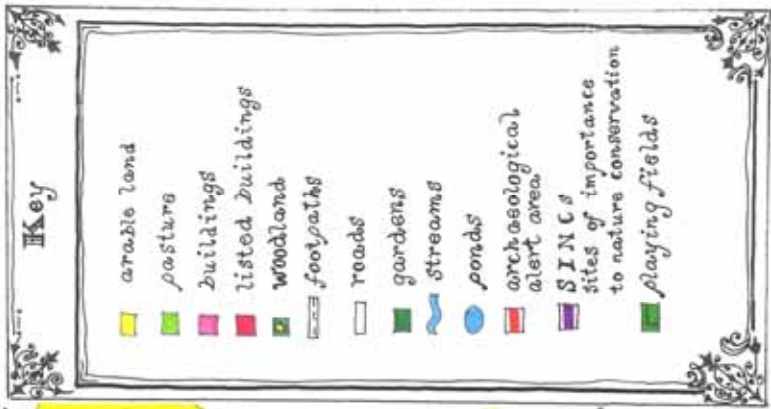 Key
arable land
pasture
buildings
listed buildings
woodland
footpaths
roads
gardens
streams
ponds
archæological
alert area
SINCs
sites of importance
to nature conservation
playing fields